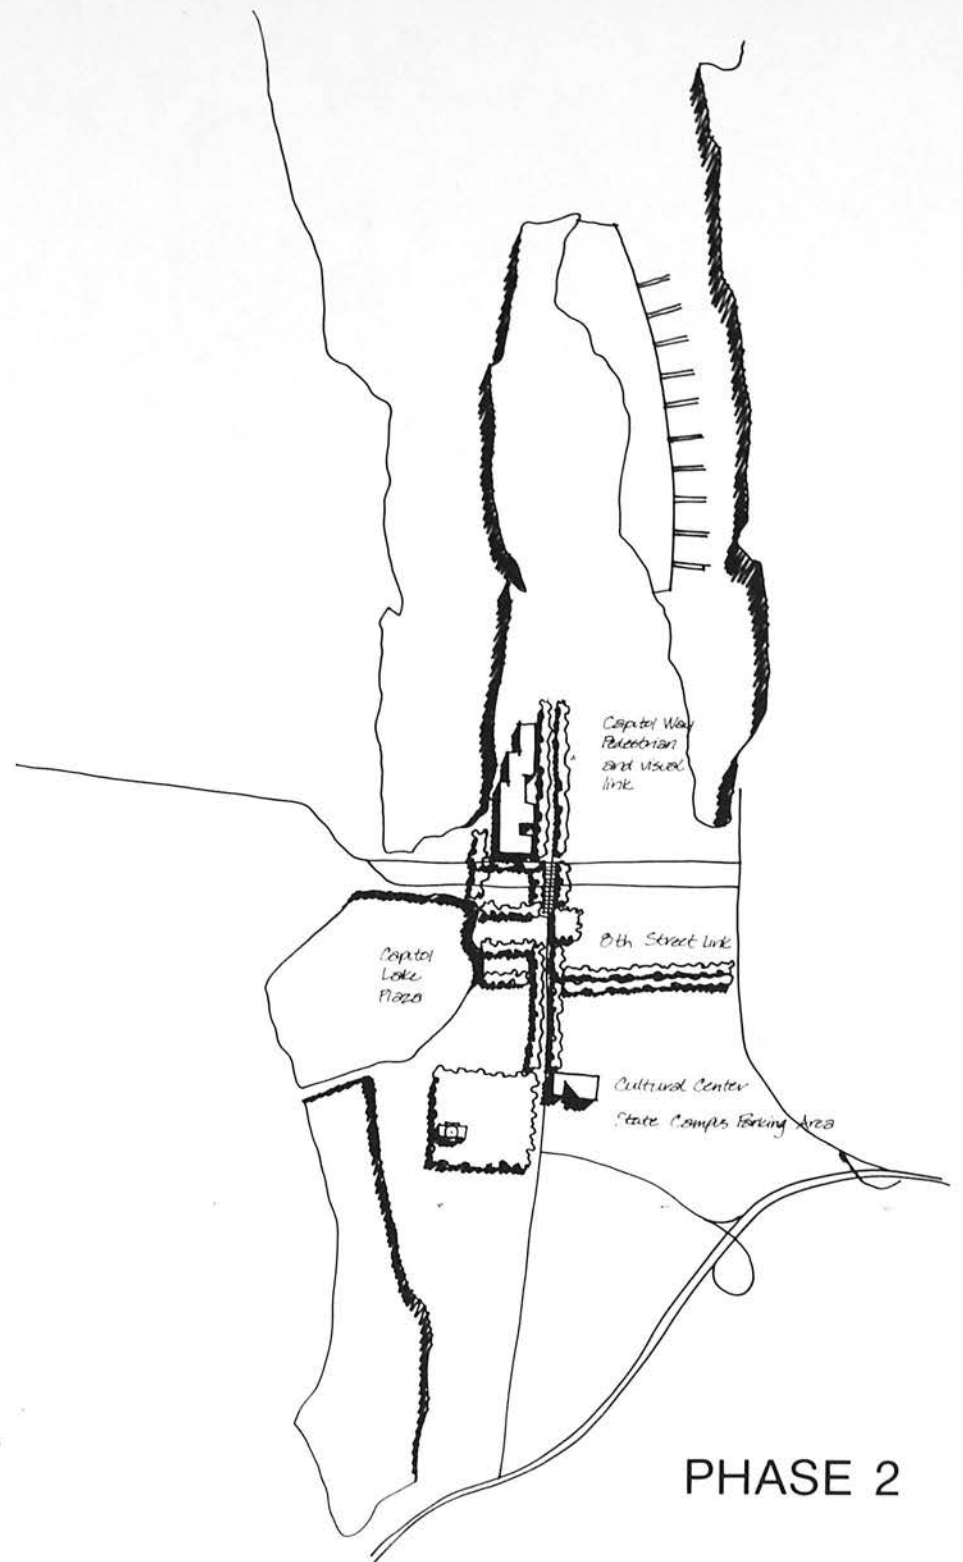 Capitol Way
Pedestrian
and visual
link
8th Street Link
Capitol
Lake
Plaza
Cultural Center
State Campus Parking Area
PHASE 2